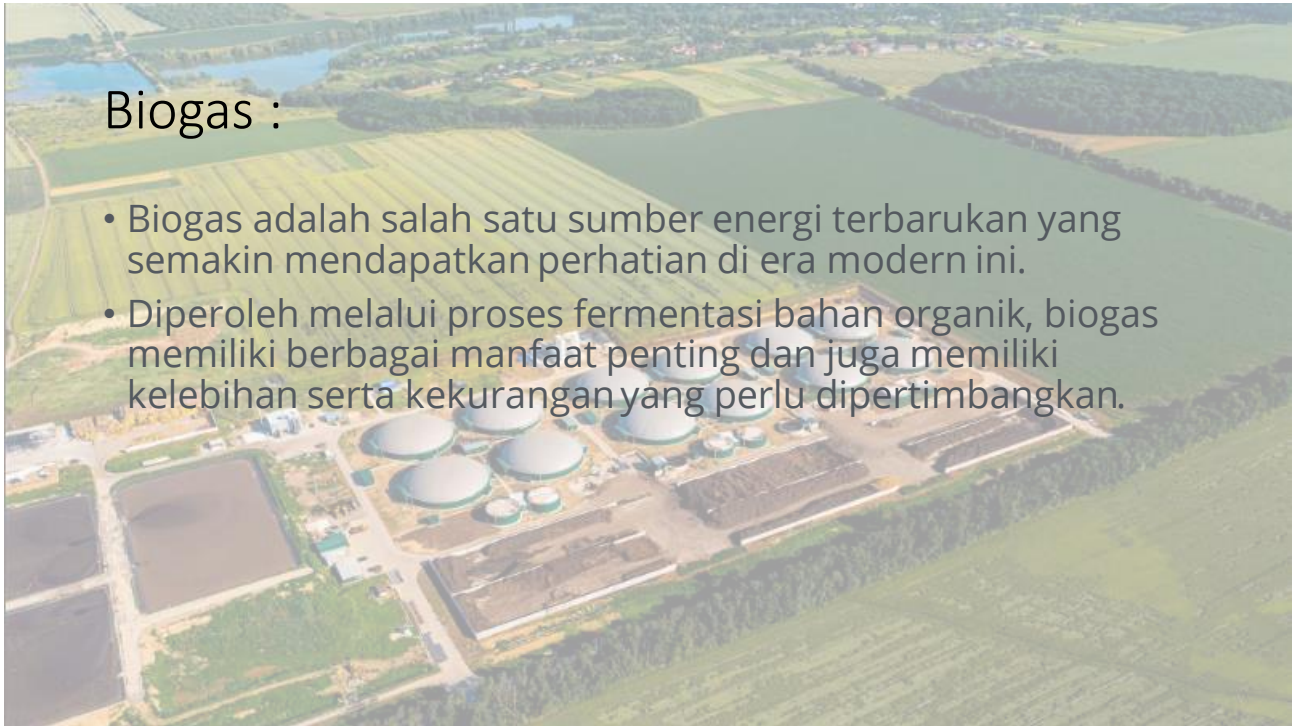 Biogas :
• Biogas adalah salah satu sumber energi terbarukan yang
semakin mendapatkan perhatian di era modern ini.
• Diperoleh melalui proses fermentasi bahan organik, biogas
memiliki berbagai manfaat penting dan juga memiliki
kelebihan serta kekurangan yang perlu dipertimbangkan.